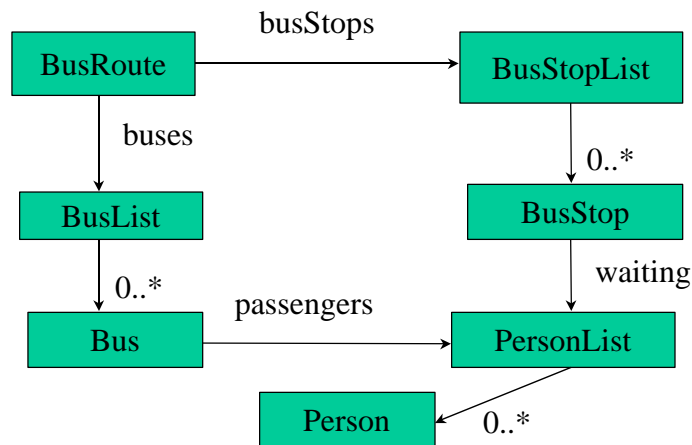 busStops
BusRoute
BusStopList
buses
0..*
BusList
BusStop
0..*
passengers
waiting
Bus
PersonList
Person
0..*